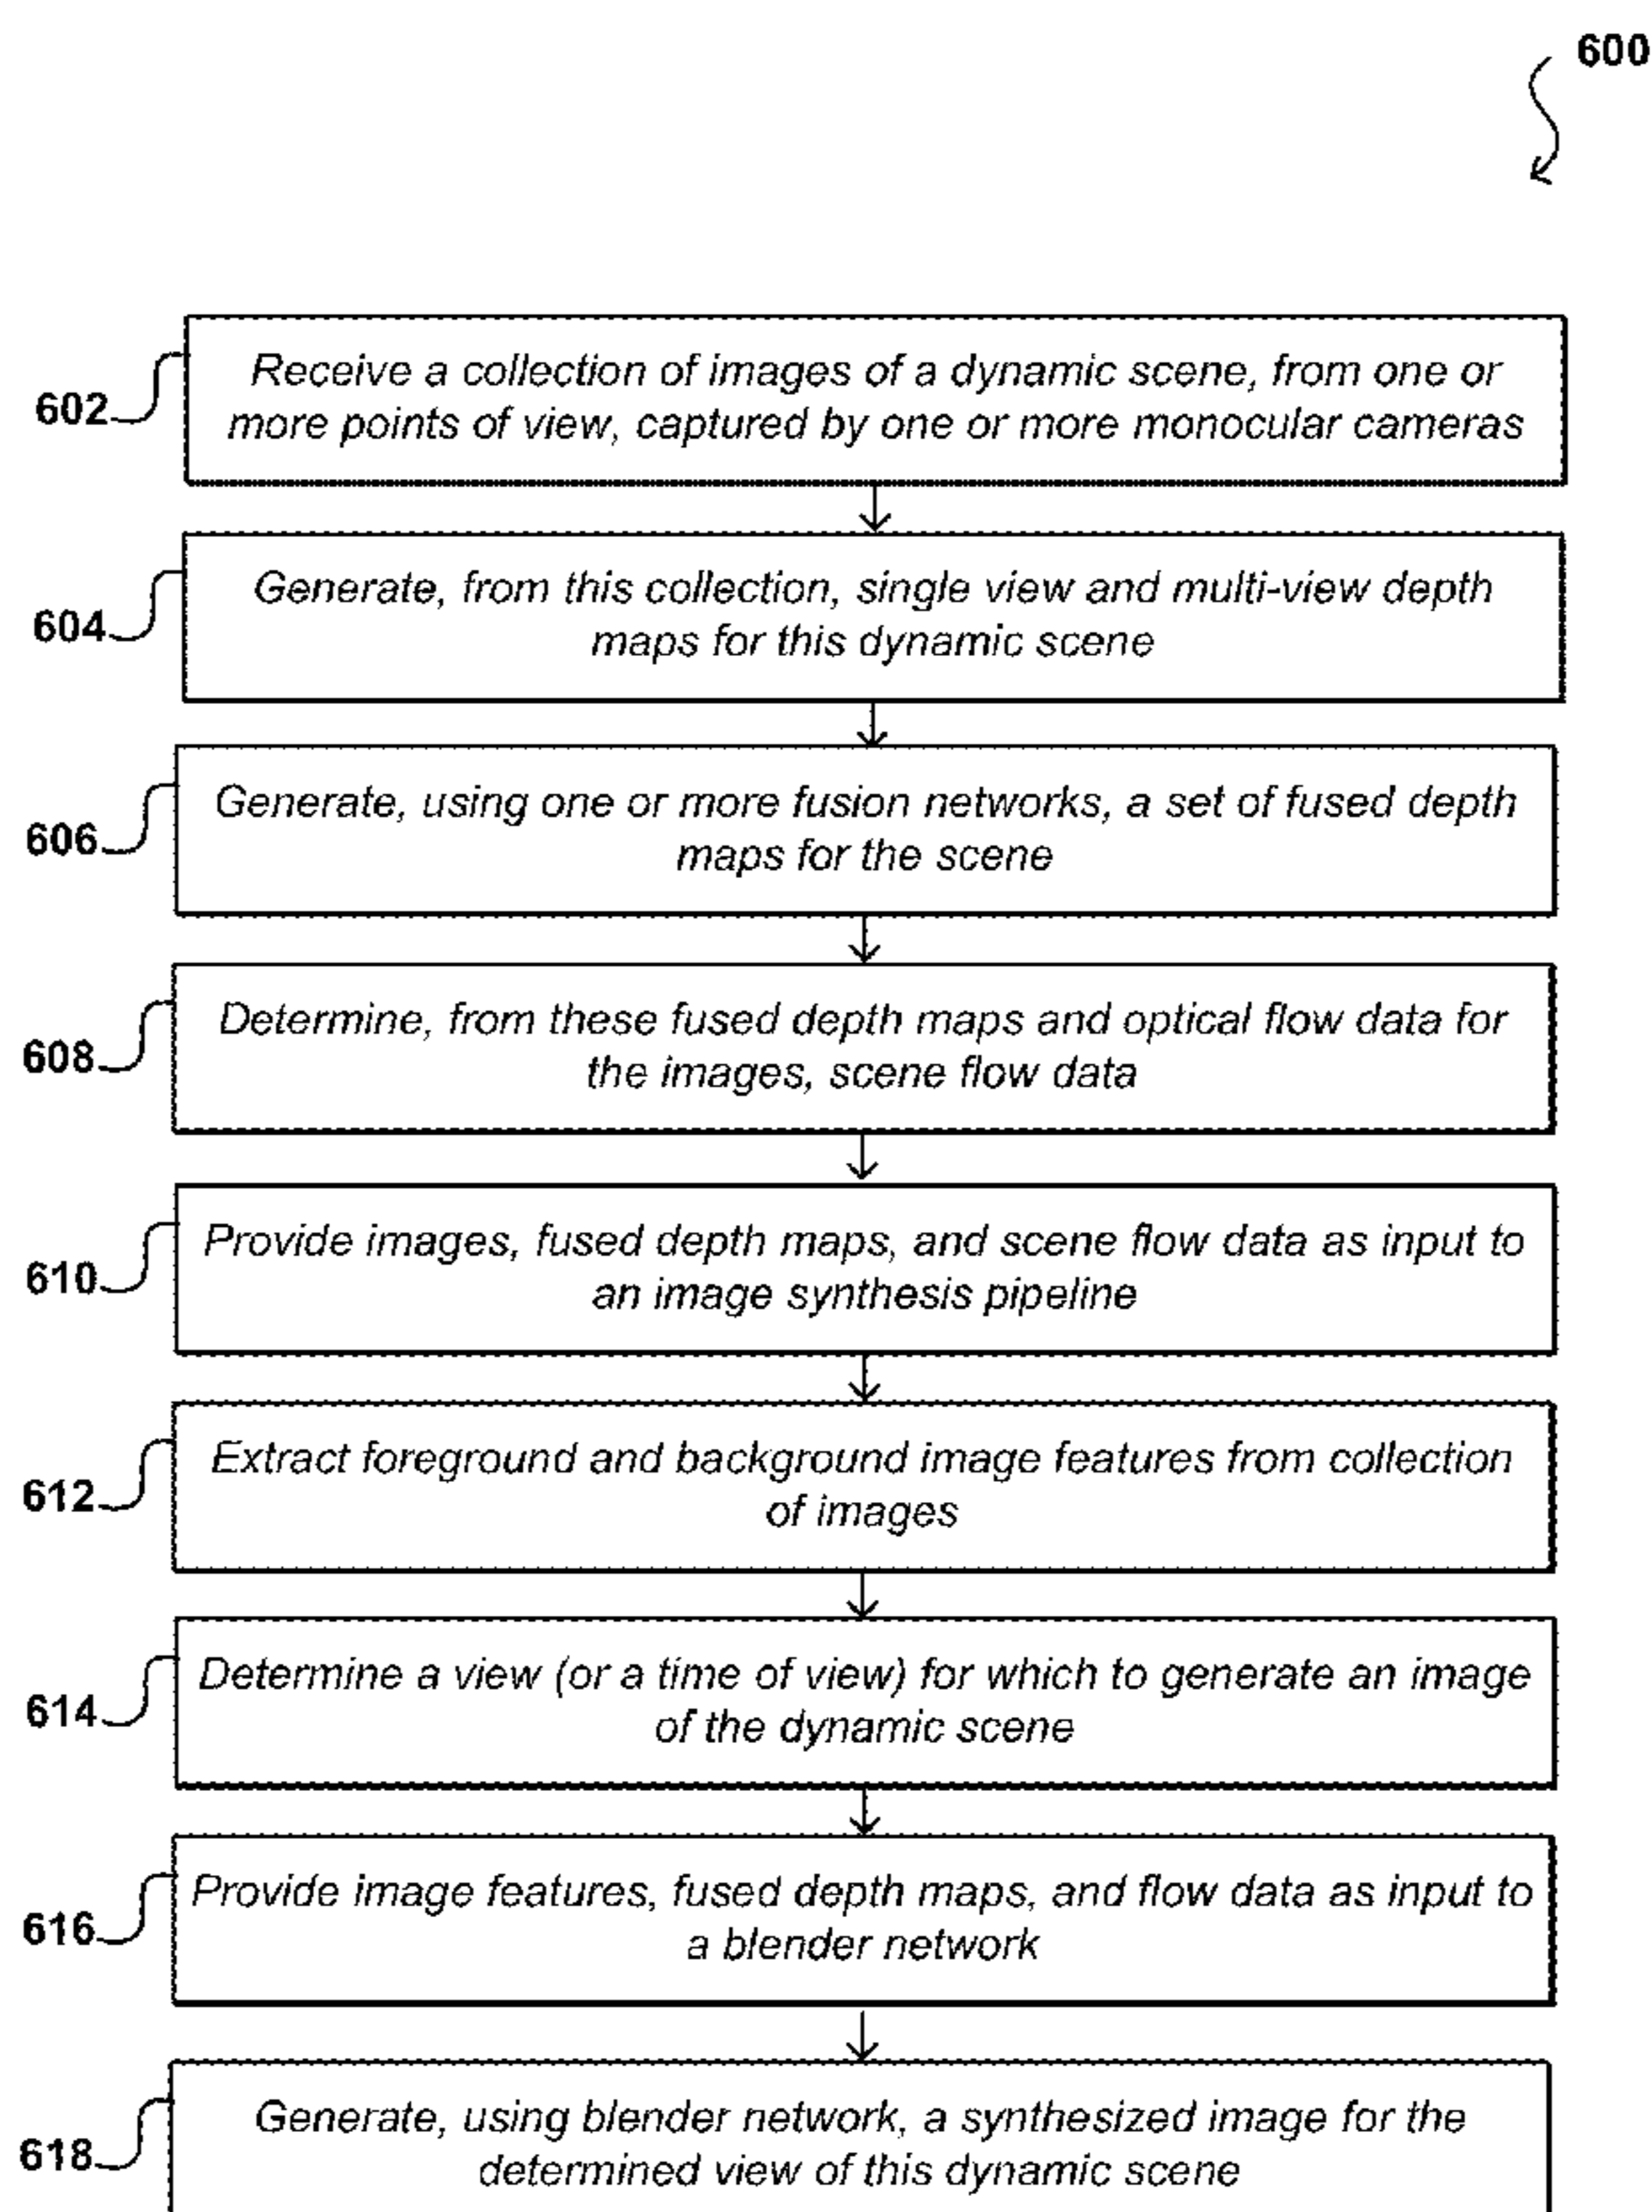 600
602
Receive a collection of images of a dynamic scene, from one or
more points of view, captured by one or more monocular cameras
604
Generate, from this collection, single view and multi-view depth
maps for this dynamic scene
606
Generate, using one or more fusion networks, a set of fused depth
maps for the scene
608
Determine, from these fused depth maps and optical flow data for
the images, scene flow data
610
Provide images, fused depth maps, and scene flow data as input to
an image synthesis pipeline
612
Extract foreground and background image features from collection
of images
614
Determine a view (or a time of view) for which to generate an image
of the dynamic scene
616
Provide image features, fused depth maps, and flow data as input to
a blender network
618
Generate, using blender network, a synthesized image for the
determined view of this dynamic scene